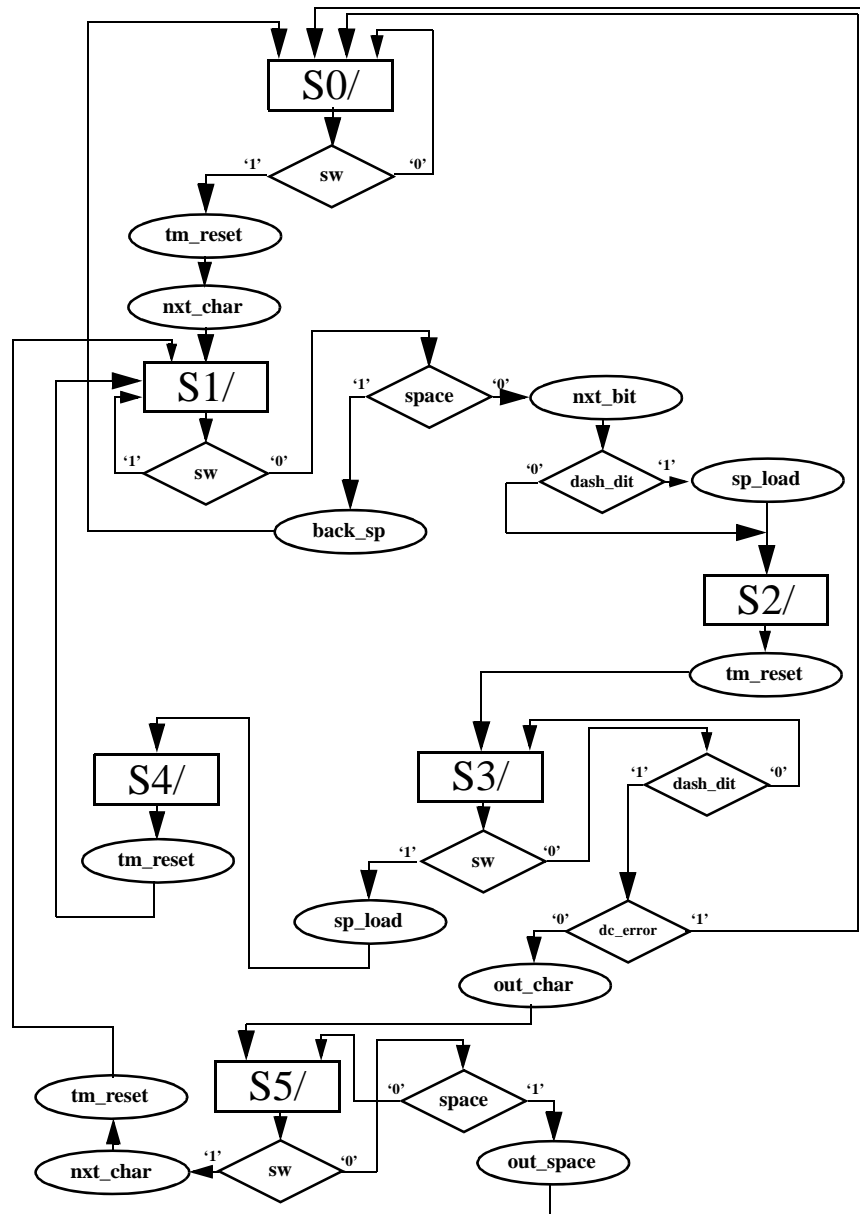 S0/
‘1’ ‘0’
sw
tm_reset
nxt_char
S1/
‘1’ ‘0’
space
nxt_bit
‘1’ ‘0’
sw
‘0’ ‘1’
dash_dit
sp_load
back_sp
S2/
tm_reset
S4/
S3/
‘1’ ‘0’
dash_dit
tm_reset
‘1’ ‘0’
sw
sp_load
‘0’ ‘1’
dc_error
out_char
S5/
‘0’ ‘1’
space
tm_reset
‘1’ ‘0’
nxt_char
sw
out_space